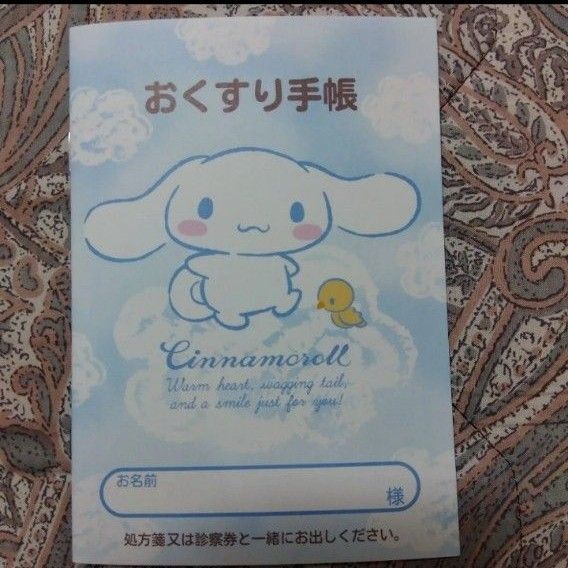 おくすり手帳
Cinnamoroll
Warm heart, wagging tail,
and a smile just for you!
お名前
様
処方箋又は診察券と一緒にお出しください。